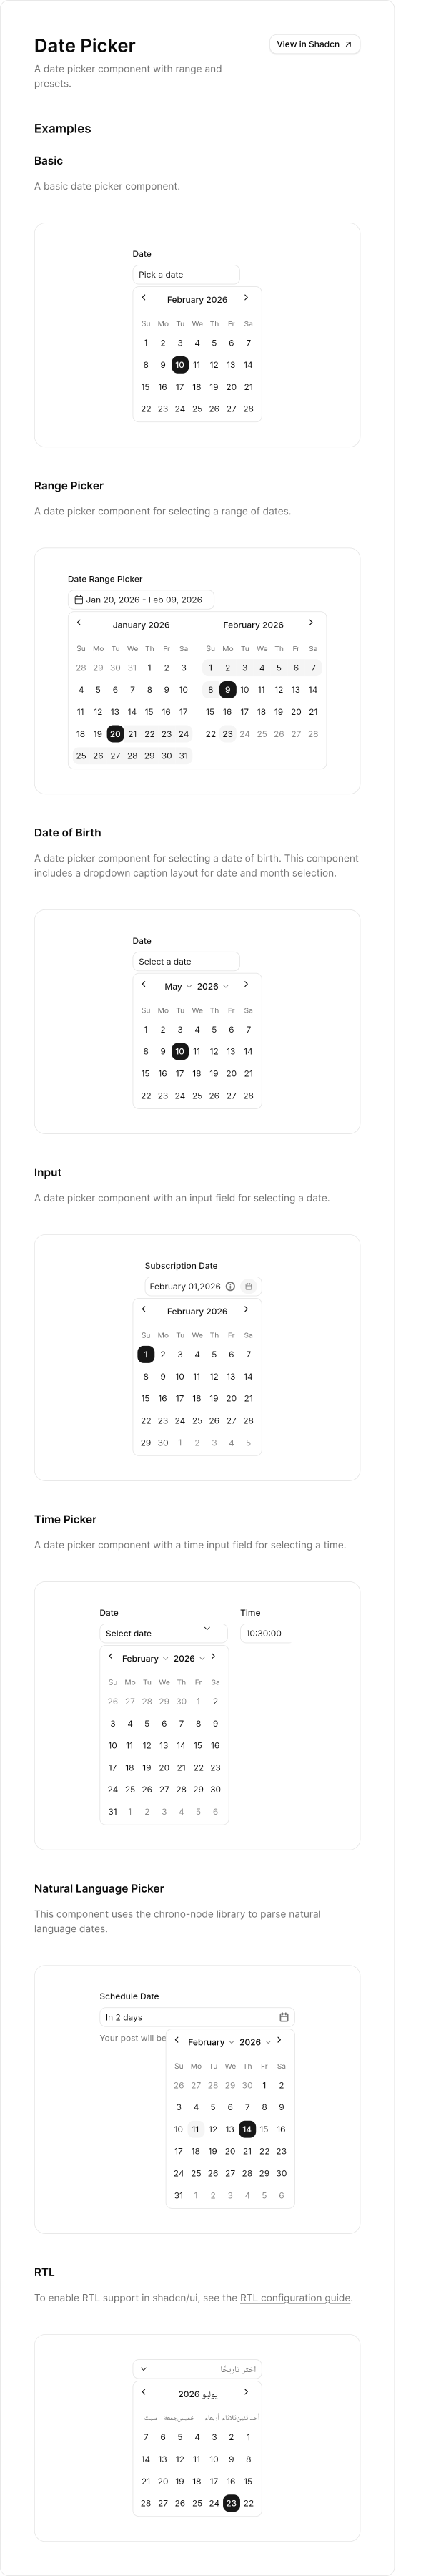 Date Picker
View in Shadcn
A date picker component with range and
presets.
Examples
Basic
A basic date picker component.
Date
Pick a date
February 2026
Su Mo Tu We Th Fr Sa
1 2 3 4 5 6 7
8 9 10 11 12 13 14
15 16 17 18 19 20 21
22 23 24 25 26 27 28
Range Picker
A date picker component for selecting a range of dates.
Date Range Picker
Jan 20, 2026 - Feb 09, 2026
January 2026
Su Mo Tu We Th Fr Sa
28 29 30 31 1 2 3
4 5 6 7 8 9 10
11 12 13 14 15 16 17
18 19 20 21 22 23 24
25 26 27 28 29 30 31
February 2026
Su Mo Tu We Th Fr Sa
1 2 3 4 5 6 7
8 9 10 11 12 13 14
15 16 17 18 19 20 21
22 23 24 25 26 27 28
Date of Birth
A date picker component for selecting a date of birth. This component
includes a dropdown caption layout for date and month selection.
Date
Select a date
May 2026
Su Mo Tu We Th Fr Sa
1 2 3 4 5 6 7
8 9 10 11 12 13 14
15 16 17 18 19 20 21
22 23 24 25 26 27 28
Input
A date picker component with an input field for selecting a date.
Subscription Date
February 01,2026
February 2026
Su Mo Tu We Th Fr Sa
1 2 3 4 5 6 7
8 9 10 11 12 13 14
15 16 17 18 19 20 21
22 23 24 25 26 27 28
29 30 1 2 3 4 5
Time Picker
A date picker component with a time input field for selecting a time.
Date
Time
Select date
10:30:00
February 2026
Su Mo Tu We Th Fr Sa
26 27 28 29 30 1 2
3 4 5 6 7 8 9
10 11 12 13 14 15 16
17 18 19 20 21 22 23
24 25 26 27 28 29 30
31 1 2 3 4 5 6
Natural Language Picker
This component uses the chrono-node library to parse natural
language dates.
Schedule Date
In 2 days
Your post will be
February 2026
Su Mo Tu We Th Fr Sa
26 27 28 29 30 1 2
3 4 5 6 7 8 9
10 11 12 13 14 15 16
17 18 19 20 21 22 23
24 25 26 27 28 29 30
31 1 2 3 4 5 6
RTL
To enable RTL support in shadcn/ui, see the RTL configuration guide.
اختر تاريخًا
يوليو 2026
أحد اثنين ثلاثاء أربعاء خميس جمعة سبت
7 6 5 4 3 2 1
14 13 12 11 10 9 8
21 20 19 18 17 16 15
28 27 26 25 24 23 22